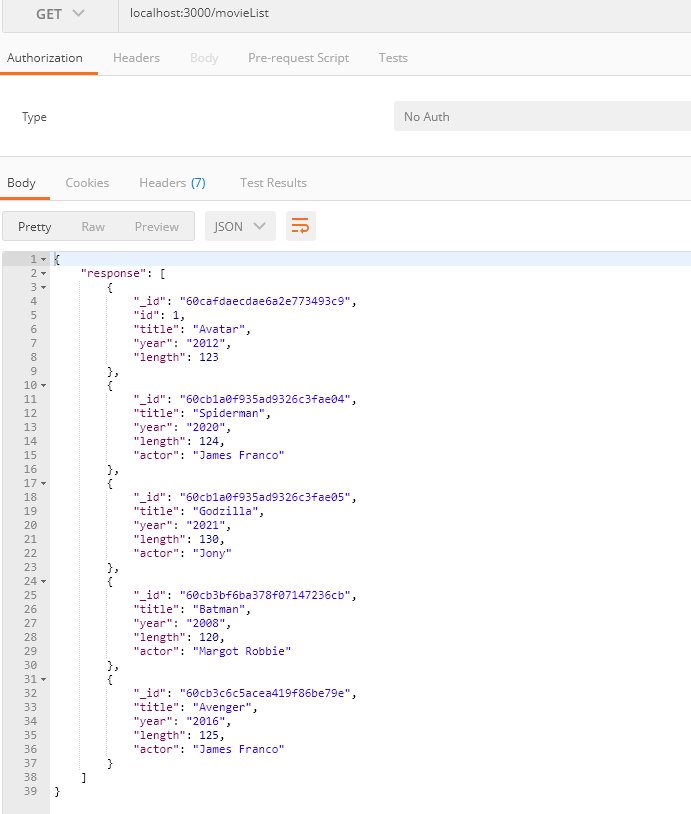 GET localhost:3000/movieList
Authorization Headers Body Pre-request Script Tests
Type No Auth
Body Cookies Headers (7) Test Results
Pretty Raw Preview JSON
1 {
2 "response": [
3 {
4 "_id": "60cafdaecdae6a2e773493c9",
5 "id": 1,
6 "title": "Avatar",
7 "year": "2012",
8 "length": 123
9 },
10 {
11 "_id": "60cb1a0f935ad9326c3fae04",
12 "title": "Spiderman",
13 "year": "2020",
14 "length": 124,
15 "actor": "James Franco"
16 },
17 {
18 "_id": "60cb1a0f935ad9326c3fae05",
19 "title": "Godzilla",
20 "year": "2021",
21 "length": 130,
22 "actor": "Jony"
23 },
24 {
25 "_id": "60cb3bf6ba378f07147236cb",
26 "title": "Batman",
27 "year": "2008",
28 "length": 120,
29 "actor": "Margot Robbie"
30 },
31 {
32 "_id": "60cb3c6c5acea419f86be79e",
33 "title": "Avenger",
34 "year": "2016",
35 "length": 125,
36 "actor": "James Franco"
37 }
38 ]
39 }